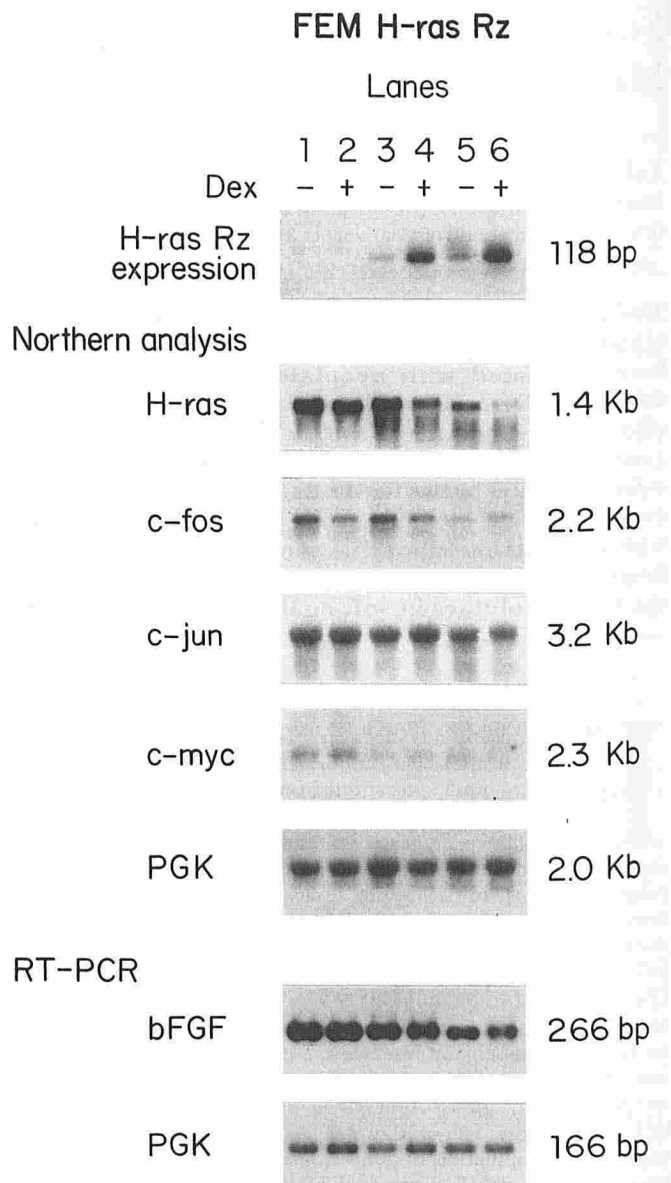 FEM H-ras Rz
Lanes
1 2 3 4 5 6
Dex − + − + − +
H-ras Rz expression 118 bp
Northern analysis
H-ras 1.4 Kb
c-fos 2.2 Kb
c-jun 3.2 Kb
c-myc 2.3 Kb
PGK 2.0 Kb
RT-PCR
bFGF 266 bp
PGK 166 bp